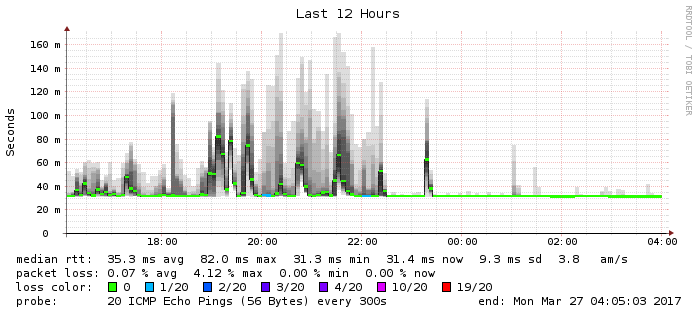 Last 12 Hours
RRDTOOL / TOBI OETIKER
Seconds
160 m
140 m
120 m
100 m
80 m
60 m
40 m
20 m
0
18:00 20:00 22:00 00:00 02:00 04:00
median rtt: 35.3 ms avg 82.0 ms max 31.3 ms min 31.4 ms now 9.3 ms sd 3.8 am/s
packet loss: 0.07 % avg 4.12 % max 0.00 % min 0.00 % now
loss color: 0 1/20 2/20 3/20 4/20 10/20 19/20
probe: 20 ICMP Echo Pings (56 Bytes) every 300s end: Mon Mar 27 04:05:03 2017